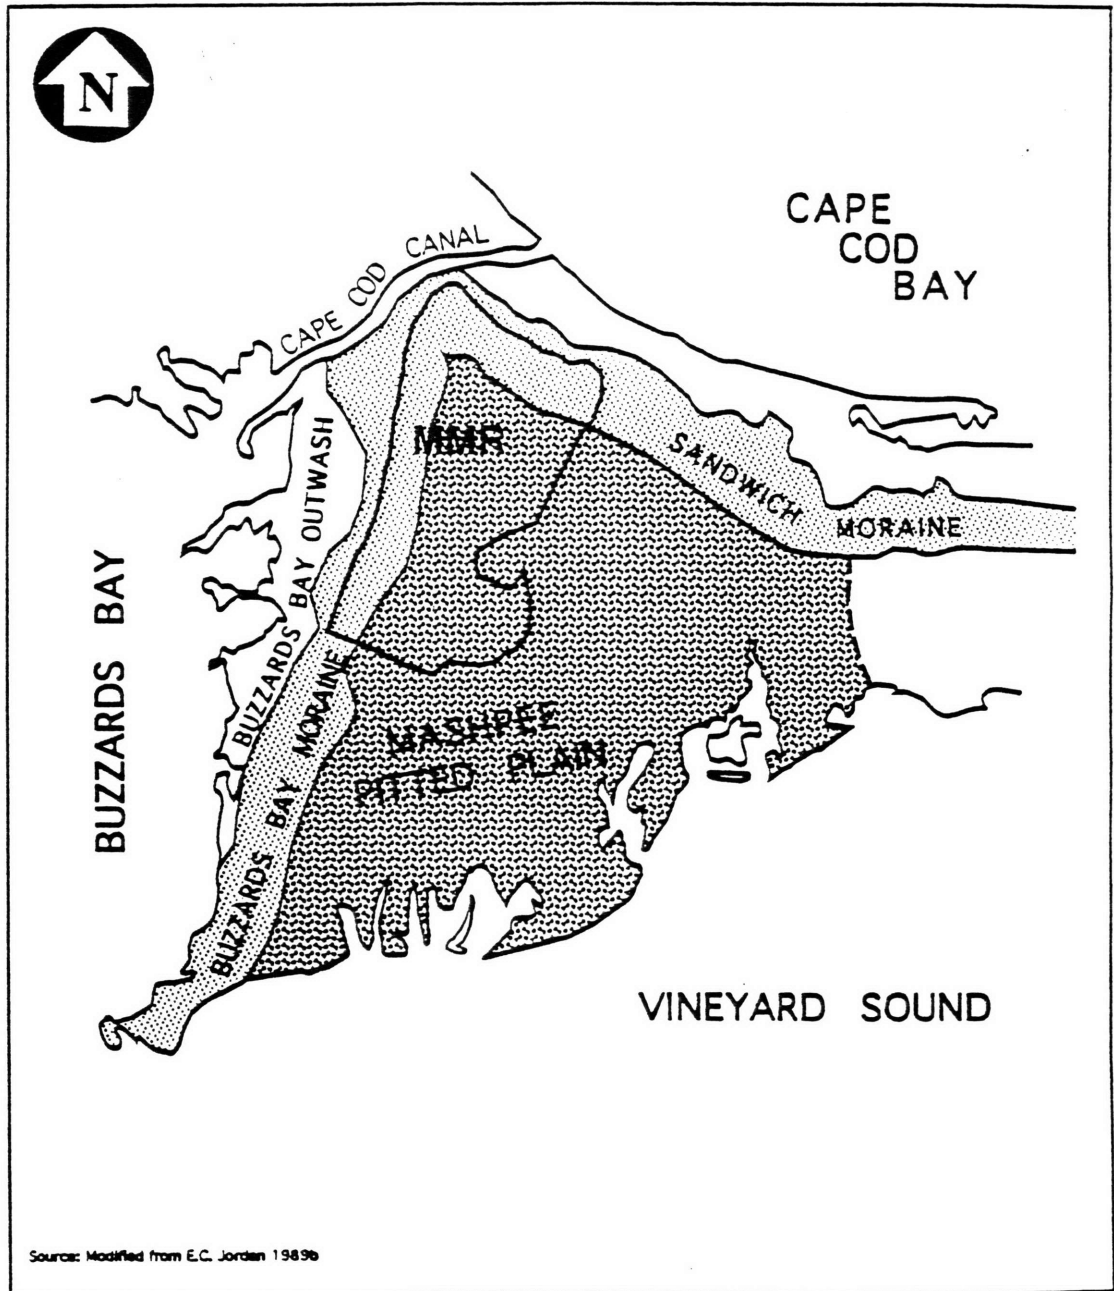 N
CAPE
COD
BAY
CAPE COD CANAL
MMR
SANDWICH MORAINE
BUZZARDS BAY OUTWASH
BUZZARDS BAY
BUZZARDS BAY MORAINE
MASHPEE
PITTED PLAIN
VINEYARD SOUND
Source: Modified from E.C. Jordan 1989b